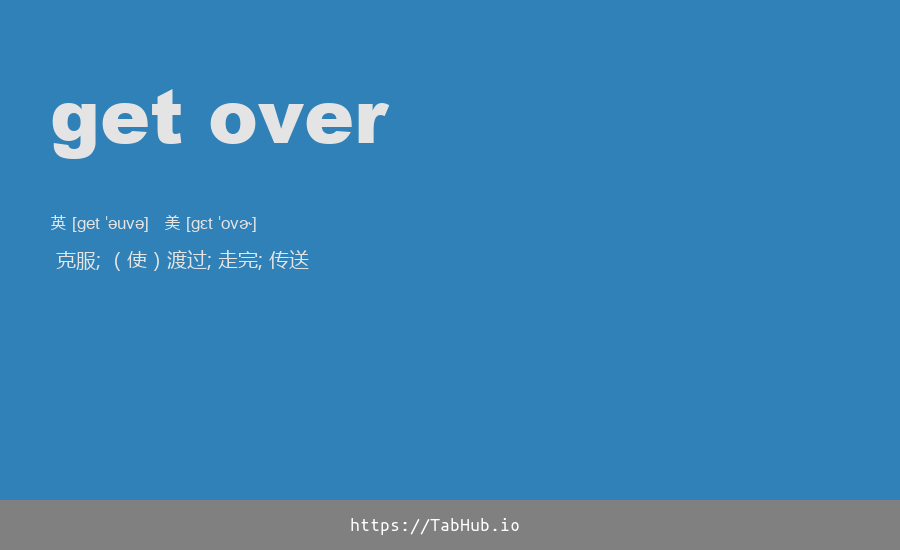 get over
英 [get ˈəuvə] 美 [ɡɛt ˈovɚ]
克服; （使）渡过; 走完; 传送
https://TabHub.io